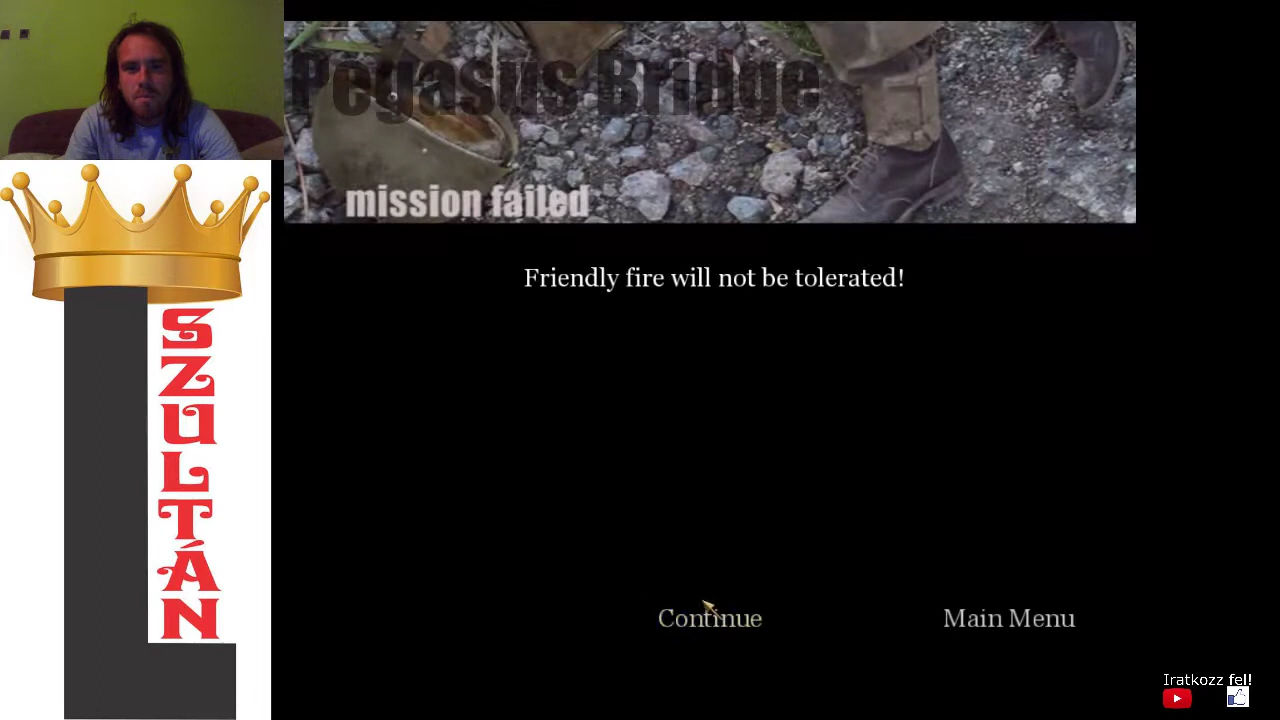 Pegasus Bridge
mission failed
Friendly fire will not be tolerated!
Continue
Main Menu
L
SZULTÁN
Iratkozz fel!